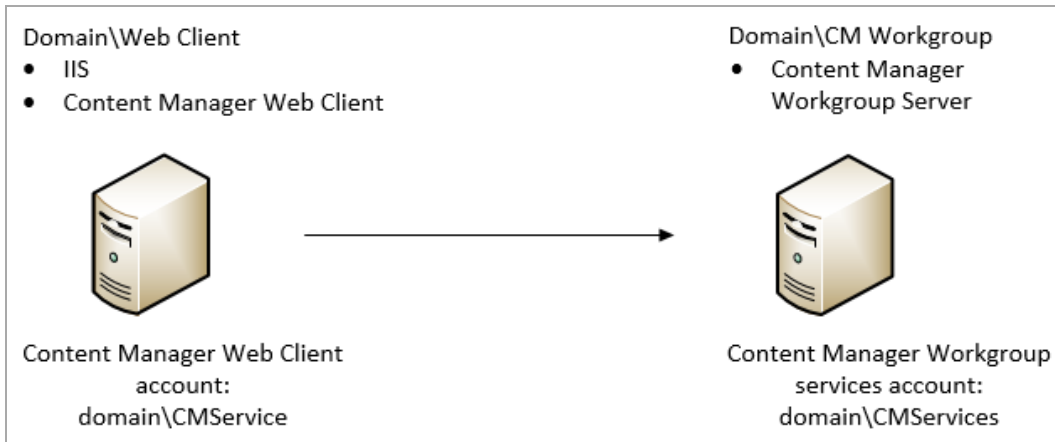 Domain\Web Client
• IIS
• Content Manager Web Client
Domain\CM Workgroup
• Content Manager
Workgroup Server
Content Manager Web Client
account:
domain\CMService
Content Manager Workgroup
services account:
domain\CMServices